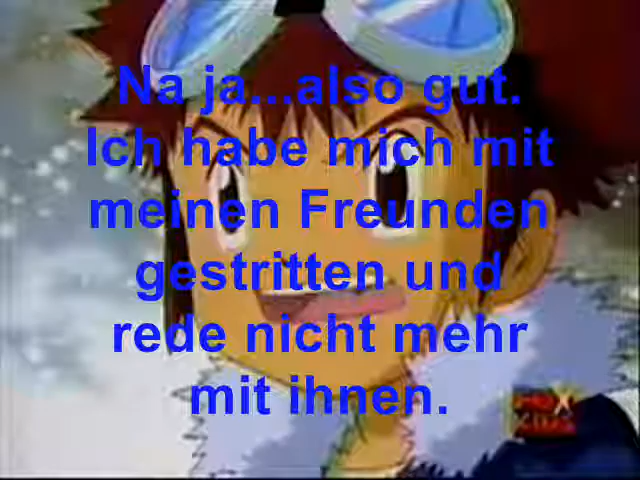 Na ja...also gut.
Ich habe mich mit
meinen Freunden
gestritten und
rede nicht mehr
mit ihnen.